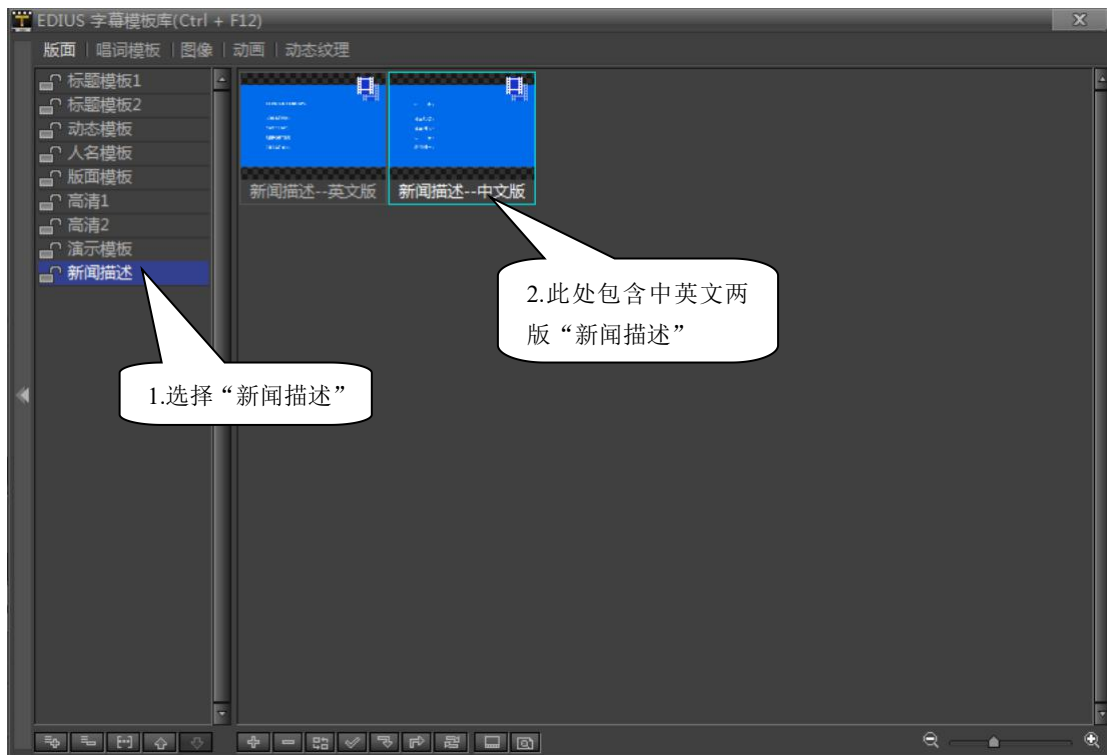 EDIUS 字幕模板库(Ctrl + F12)
版面 | 唱词模板 | 图像 | 动画 | 动态纹理
标题模板1
标题模板2
动态模板
人名模板
版面模板
高清1
高清2
演示模板
新闻描述
新闻描述--英文版
新闻描述--中文版
2.此处包含中英文两
版“新闻描述”
1.选择“新闻描述”